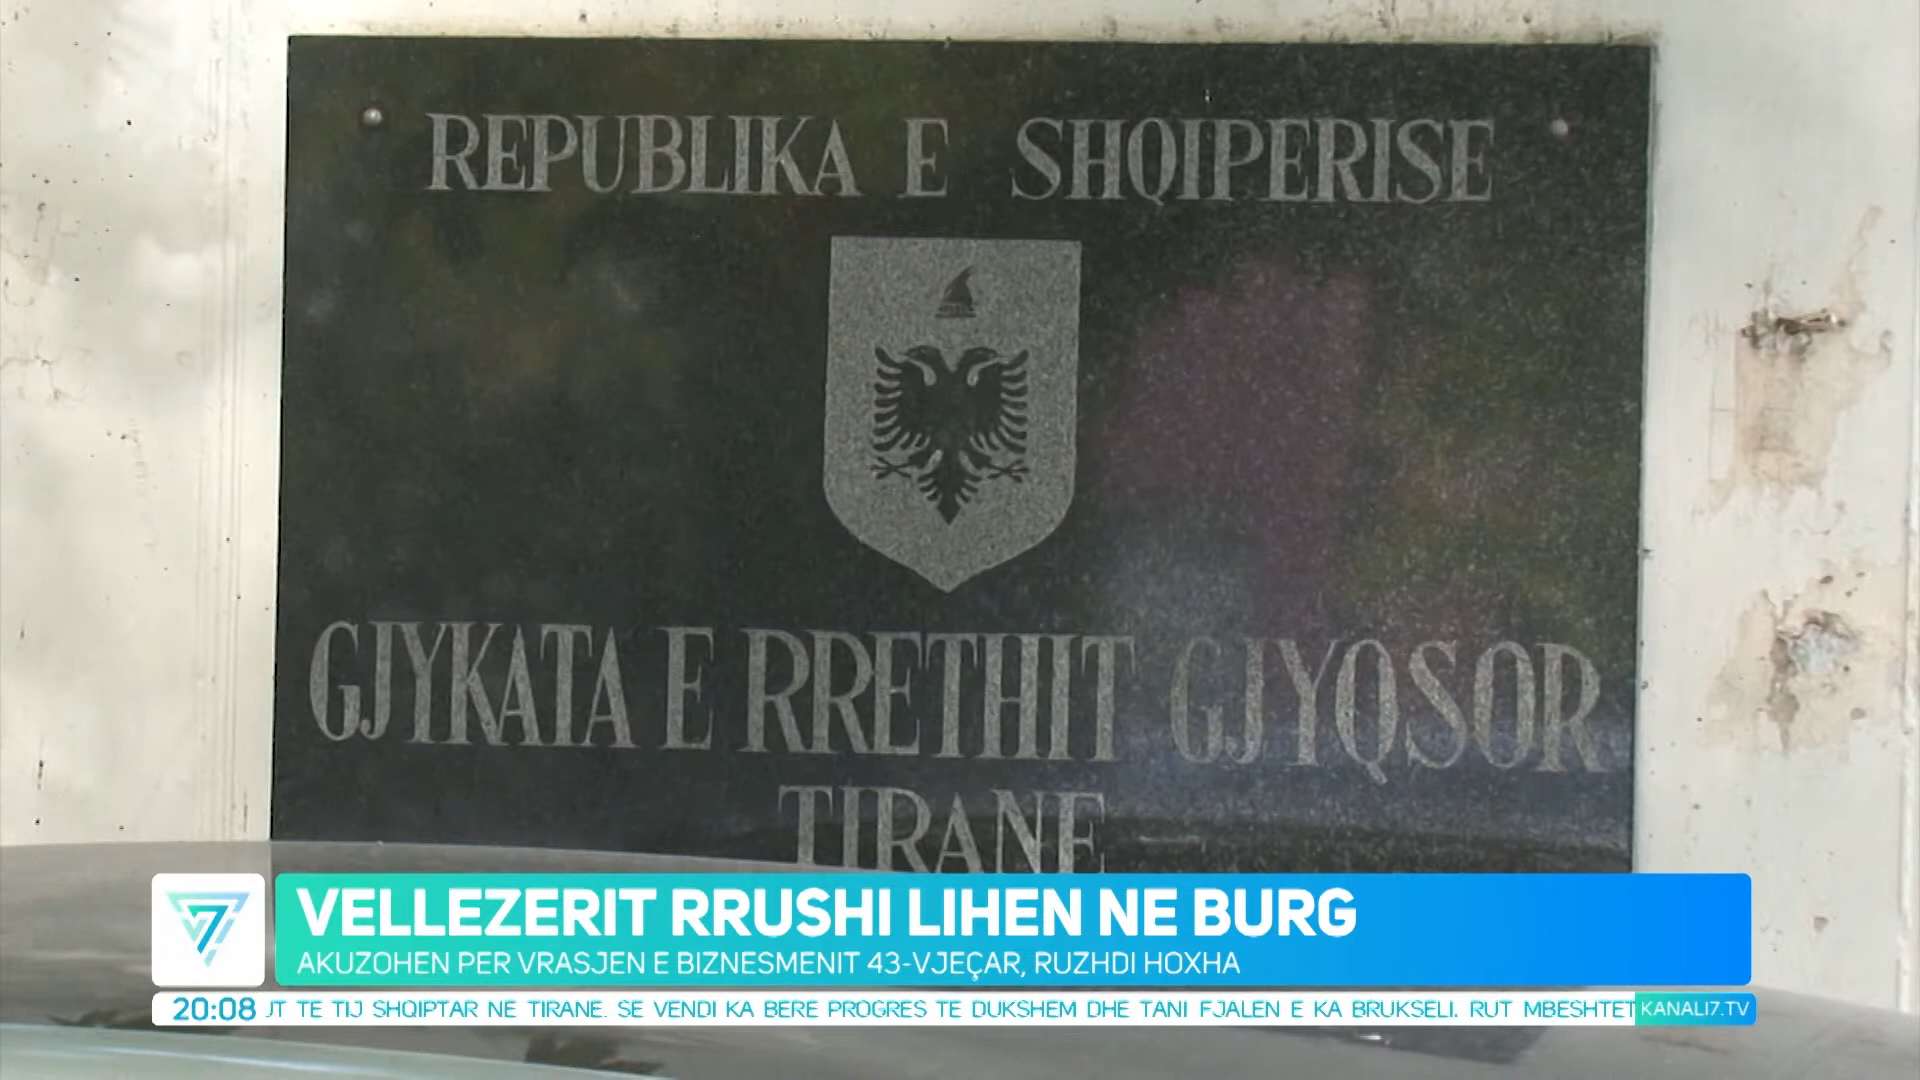 REPUBLIKA E SHQIPERISE
GJYKATA E RRETHIT GJYQSOR
TIRANE
VELLEZERIT RRUSHI LIHEN NE BURG
AKUZOHEN PER VRASJEN E BIZNESMENIT 43-VJEÇAR, RUZHDI HOXHA
20:08 JT TE TIJ SHQIPTAR NE TIRANE. SE VENDI KA BERE PROGRES TE DUKSHEM DHE TANI FJALEN E KA BRUKSELI. RUT MBESHTET KANALI7.TV